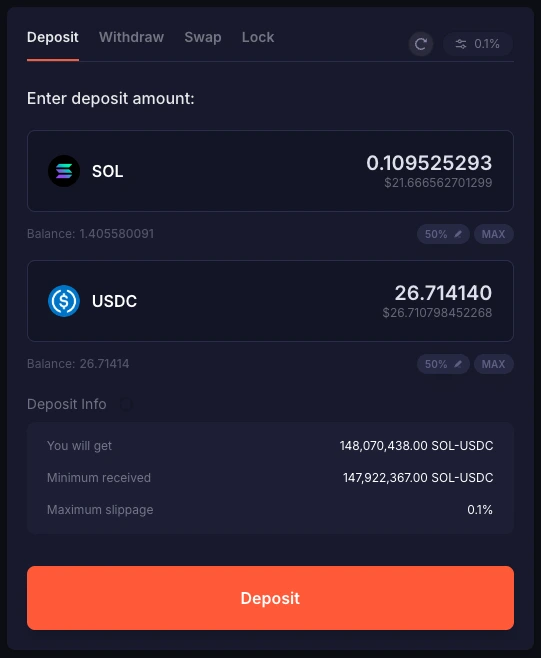 Deposit Withdraw Swap Lock 0.1%
Enter deposit amount:
SOL 0.109525293
$21.666562701299
Balance: 1.405580091 50% MAX
USDC 26.714140
$26.710798452268
Balance: 26.71414 50% MAX
Deposit Info
You will get 148,070,438.00 SOL-USDC
Minimum received 147,922,367.00 SOL-USDC
Maximum slippage 0.1%
Deposit